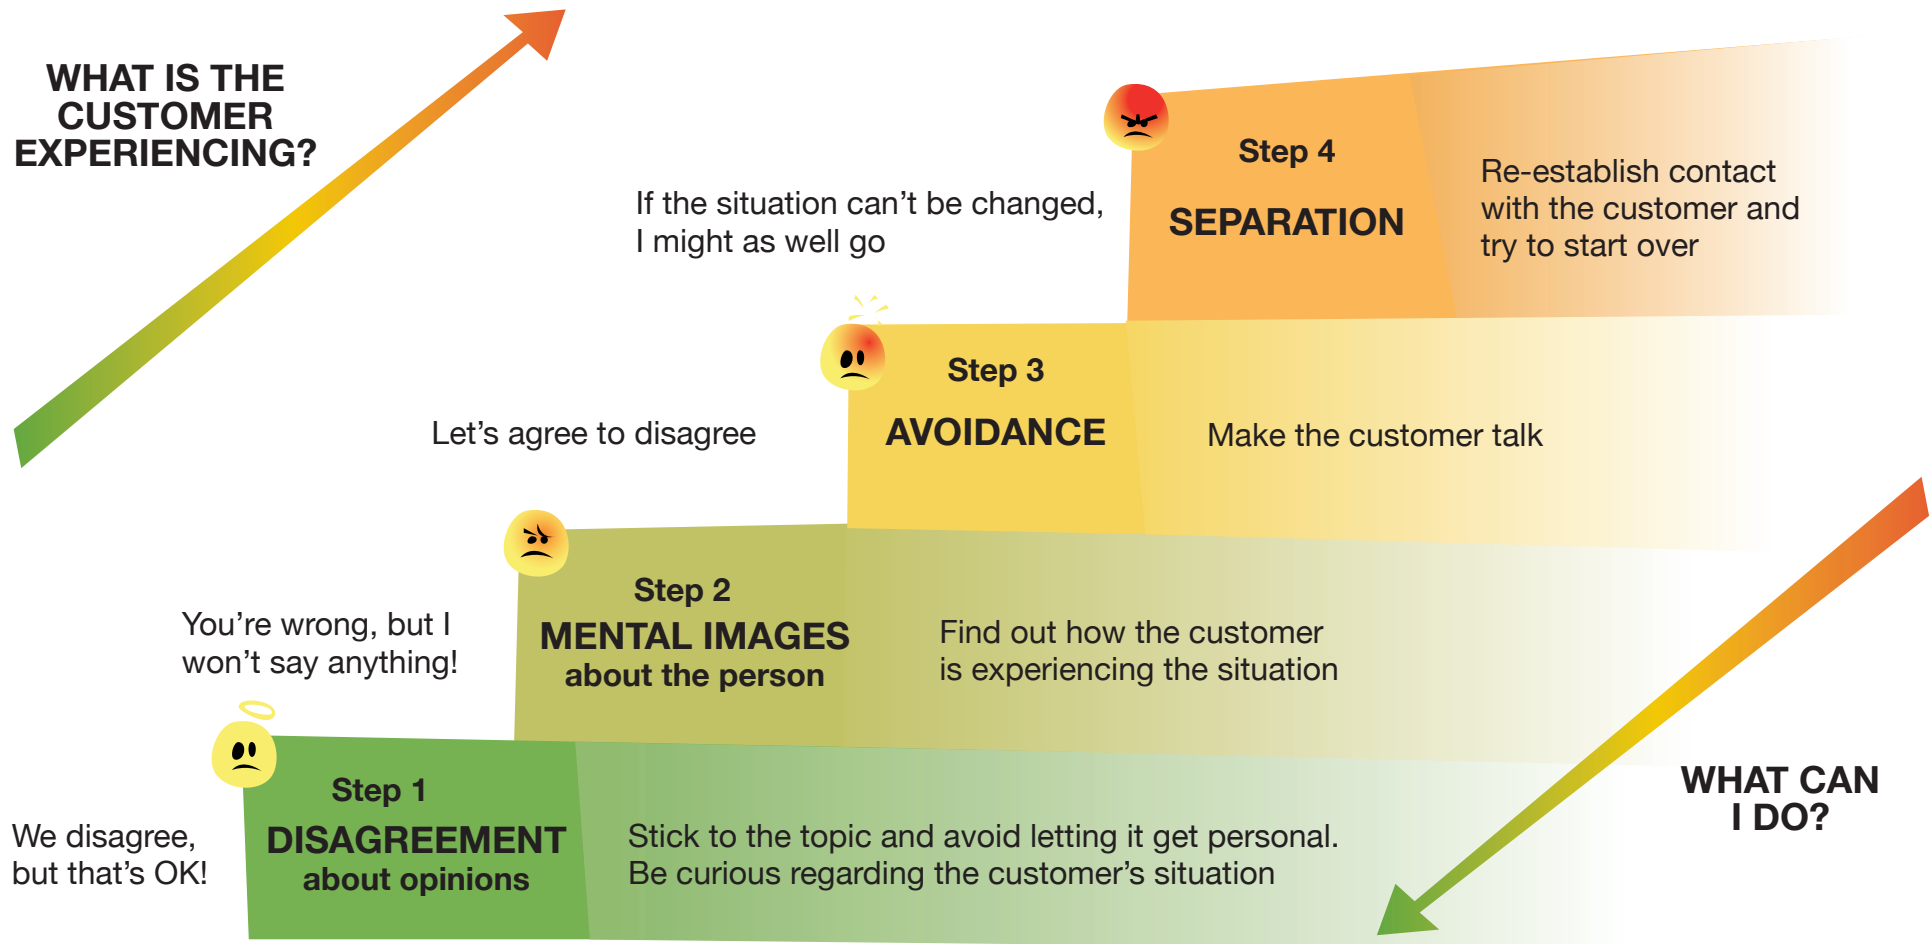 WHAT IS THE
CUSTOMER
EXPERIENCING?
Step 4
SEPARATION
If the situation can’t be changed,
I might as well go
Re-establish contact
with the customer and
try to start over
Step 3
AVOIDANCE
Let’s agree to disagree
Make the customer talk
Step 2
MENTAL IMAGES
about the person
You’re wrong, but I
won’t say anything!
Find out how the customer
is experiencing the situation
Step 1
DISAGREEMENT
about opinions
We disagree,
but that’s OK!
Stick to the topic and avoid letting it get personal.
Be curious regarding the customer’s situation
WHAT CAN
I DO?